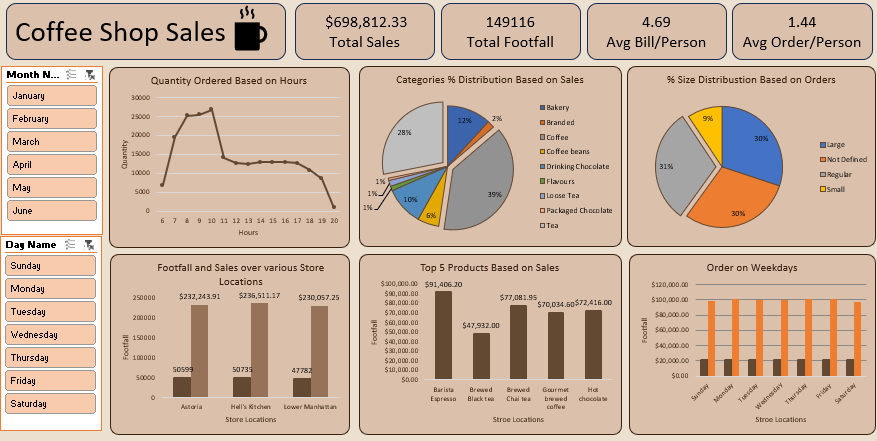 Coffee Shop Sales
$698,812.33
Total Sales
149116
Total Footfall
4.69
Avg Bill/Person
1.44
Avg Order/Person
Month N...
January
February
March
April
May
June
Day Name
Sunday
Monday
Tuesday
Wednesday
Thursday
Friday
Saturday
Quantity Ordered Based on Hours
30000
25000
20000
15000
10000
5000
0
Quantity
6 7 8 9 10 11 12 13 14 15 16 17 18 19 20
Hours
Categories % Distribution Based on Sales
12%
2%
39%
6%
10%
1%
1%
1%
28%
Bakery
Branded
Coffee
Coffee beans
Drinking Chocolate
Flavours
Loose Tea
Packaged Chocolate
Tea
% Size Distribustion Based on Orders
30%
30%
31%
9%
Large
Not Defined
Regular
Small
Footfall and Sales over various Store
Locations
250000
200000
150000
100000
50000
0
Footfall
$232,243.91
$236,511.17
$230,057.25
50599
50735
47782
Astoria
Hell's Kitchen
Lower Manhattan
Store Locations
Top 5 Products Based on Sales
$100,000.00
$90,000.00
$80,000.00
$70,000.00
$60,000.00
$50,000.00
$40,000.00
$30,000.00
$20,000.00
$10,000.00
$0.00
Footfall
$91,406.20
$47,932.00
$77,081.95
$70,034.60
$72,416.00
Barista
Espresso
Brewed
Black tea
Brewed
Chai tea
Gourmet
brewed
coffee
Hot
chocolate
Stroe Locations
Order on Weekdays
$120,000.00
$100,000.00
$80,000.00
$60,000.00
$40,000.00
$20,000.00
$0.00
Footfall
Sunday
Monday
Tuesday
Wednesday
Thursday
Friday
Saturday
Stroe Locations